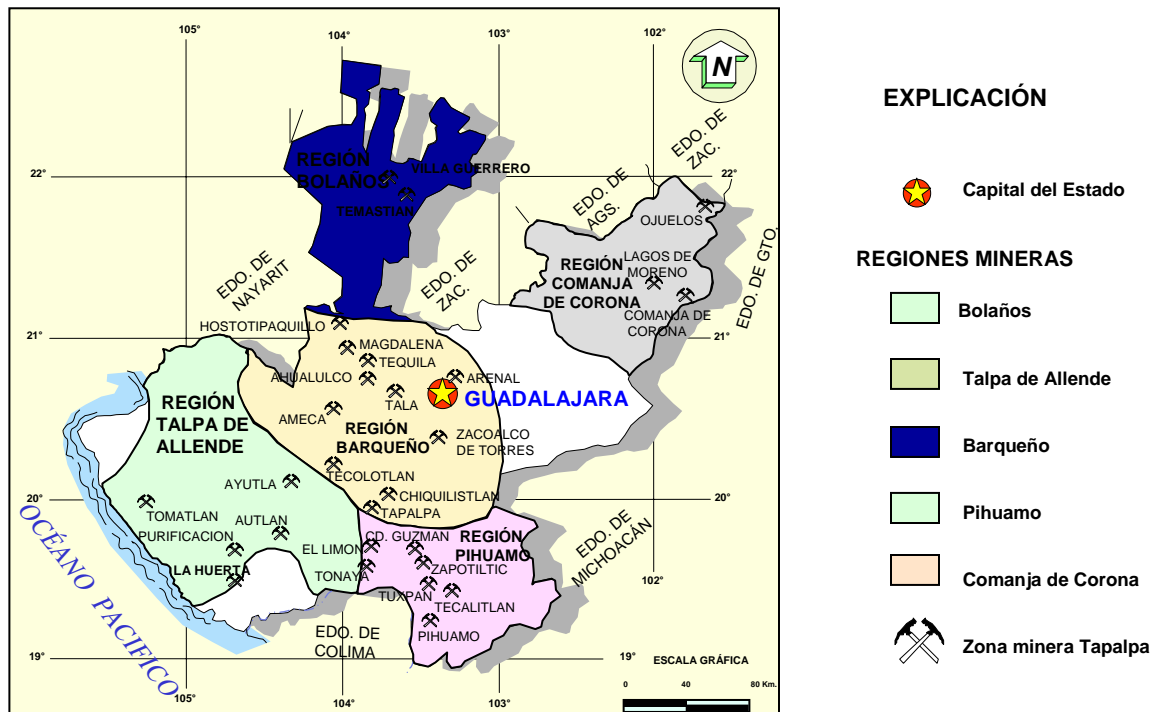 105°
104°
103°
102°
N
EDO. DE
ZAC.
22°
REGIÓN
BOLAÑOS
VILLA GUERRERO
TEMASTIAN
22°
EDO. DE
AGS.
OJUELOS
LAGOS DE
MORENO
REGIÓN
COMANJA
DE CORONA
COMANJA DE
CORONA
EDO. DE GTO.
EDO. DE
NAYARIT
EDO. DE
ZAC.
21°
HOSTOTIPAQUILLO
MAGDALENA
TEQUILA
AHUALULCO
ARENAL
TALA
GUADALAJARA
AMECA
REGIÓN
BARQUEÑO
ZACOALCO
DE TORRES
21°
REGIÓN
TALPA DE
ALLENDE
TECOLOTLAN
AYUTLA
CHIQUILISTLAN
TAPALPA
20°
20°
TOMATLAN
AUTLAN
PURIFICACION
LA HUERTA
CD. GUZMAN
REGIÓN
PIHUAMO
EL LIMON
ZAPOTILTIC
TONAYA
TUXPAN
TECALITLAN
PIHUAMO
EDO. DE
MICHOACÁN
102°
EDO. DE
COLIMA
OCÉANO PACIFICO
19°
19°
105°
104°
103°
ESCALA GRÁFICA
0 40 80 Km.
EXPLICACIÓN
Capital del Estado
REGIONES MINERAS
Bolaños
Talpa de Allende
Barqueño
Pihuamo
Comanja de Corona
Zona minera Tapalpa